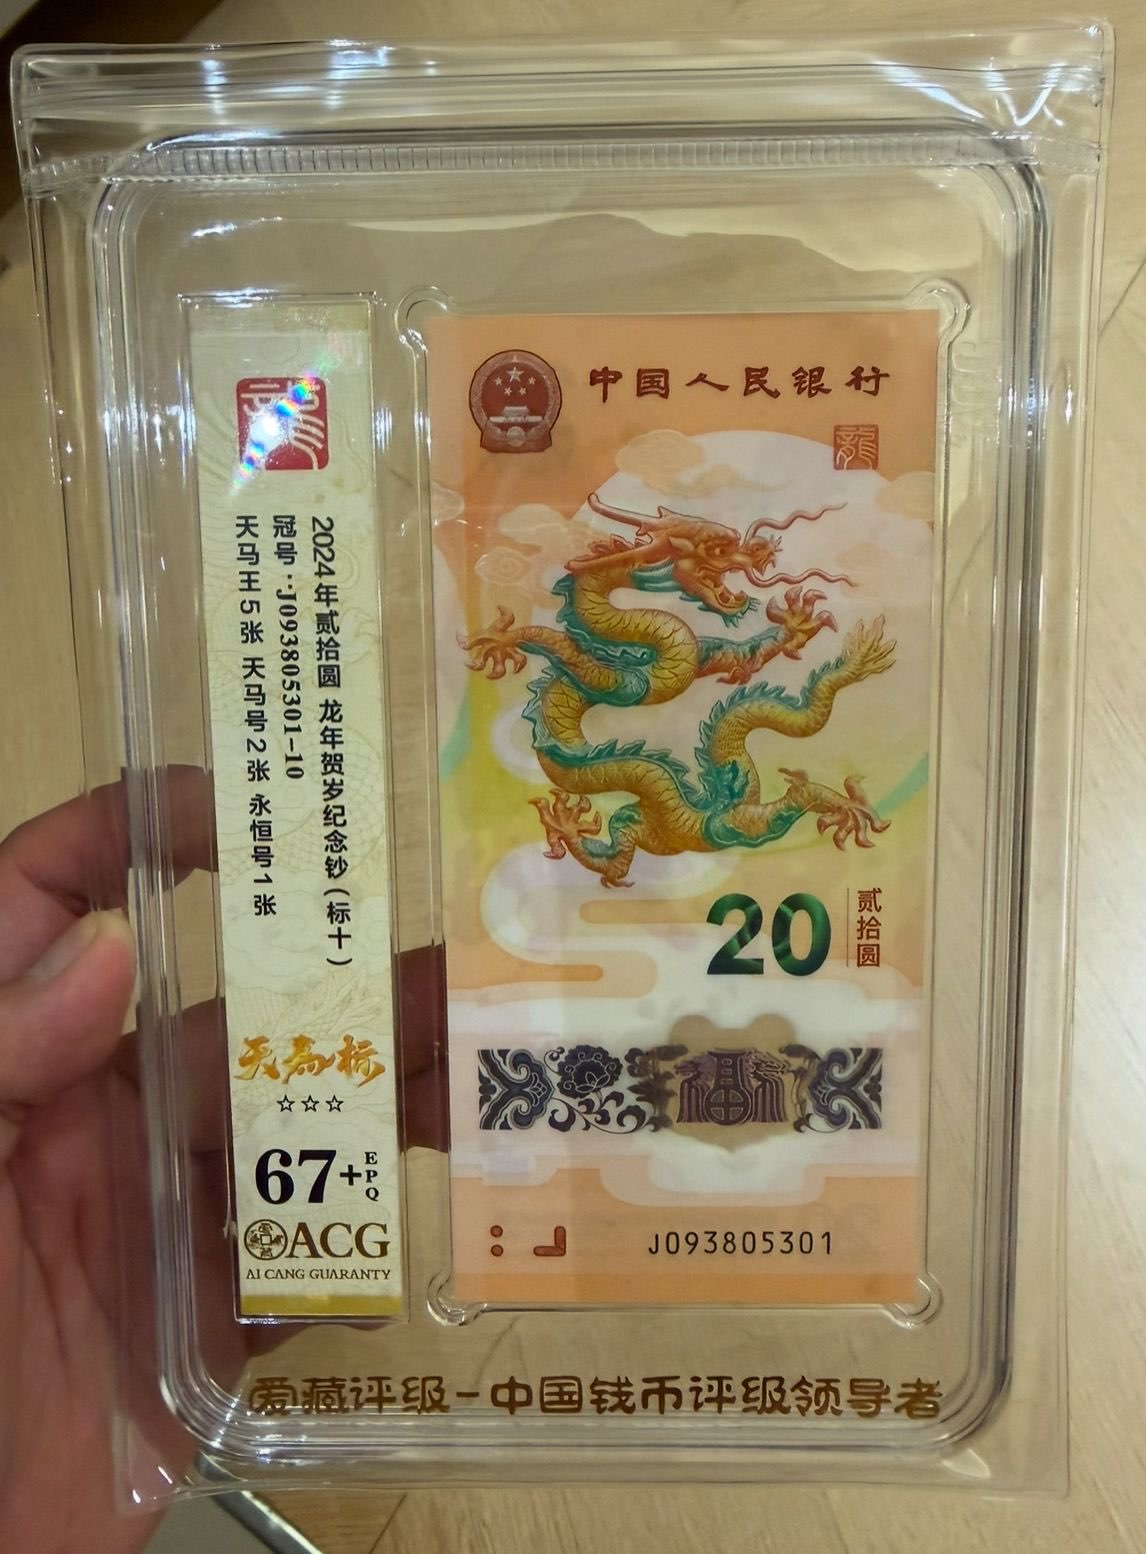 2024年贰拾圆 龙年贺岁纪念钞(标十)
冠号:J093805301-10
天马王5张 天马号2张 永恒号1张
天马标
☆☆☆
67+EPQ
ACG
AI CANG GUARANTY
中国人民银行
龍
20
贰拾圆
福
J093805301
爱藏评级-中国钱币评级领导者